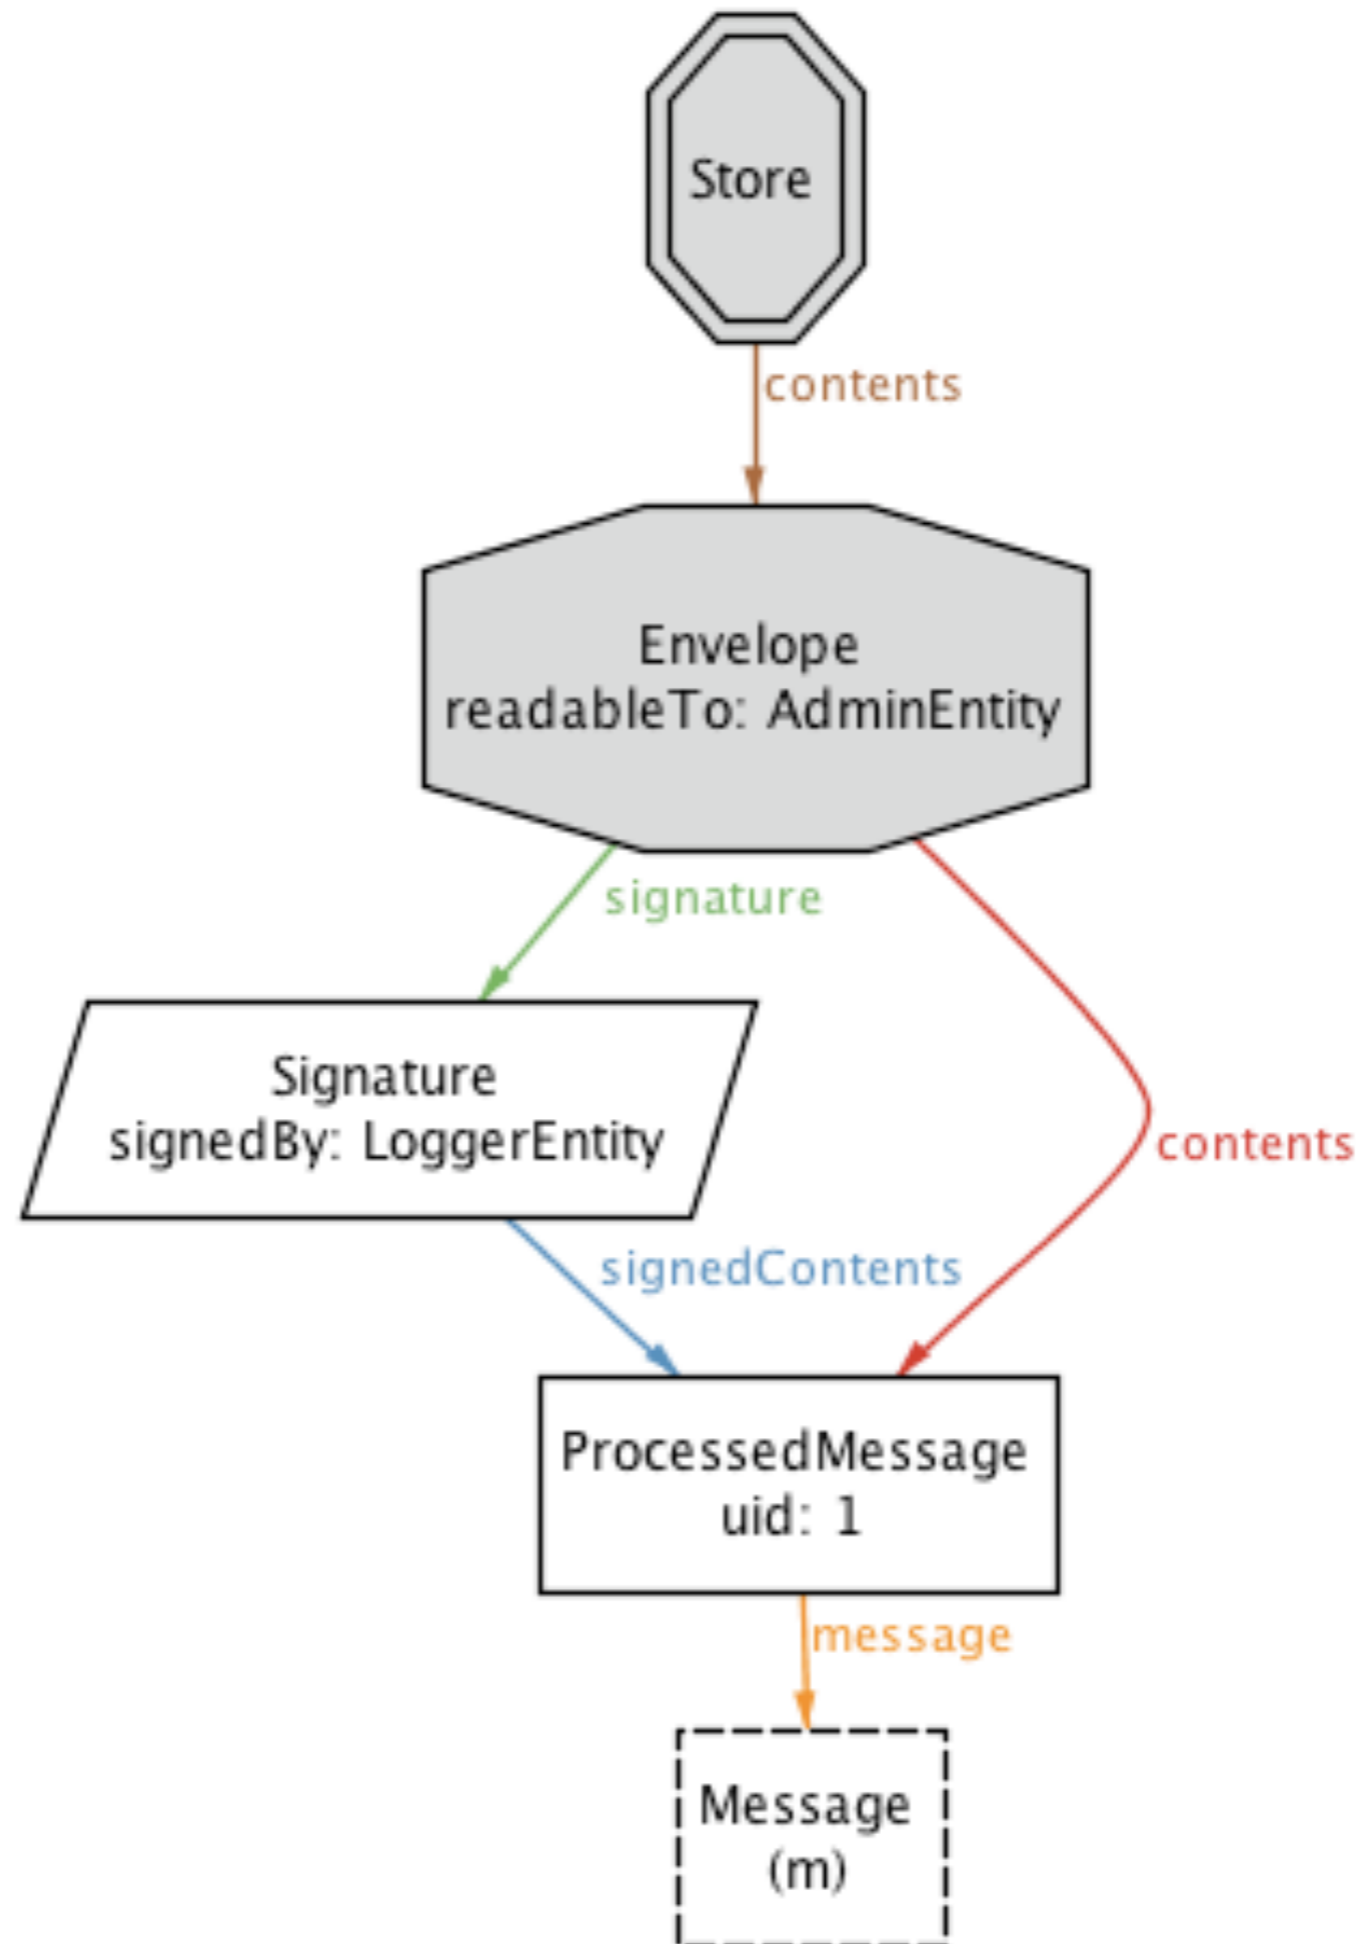 Store
contents
Envelope
readableTo: AdminEntity
signature
Signature
signedBy: LoggerEntity
contents
signedContents
ProcessedMessage
uid: 1
message
Message
(m)